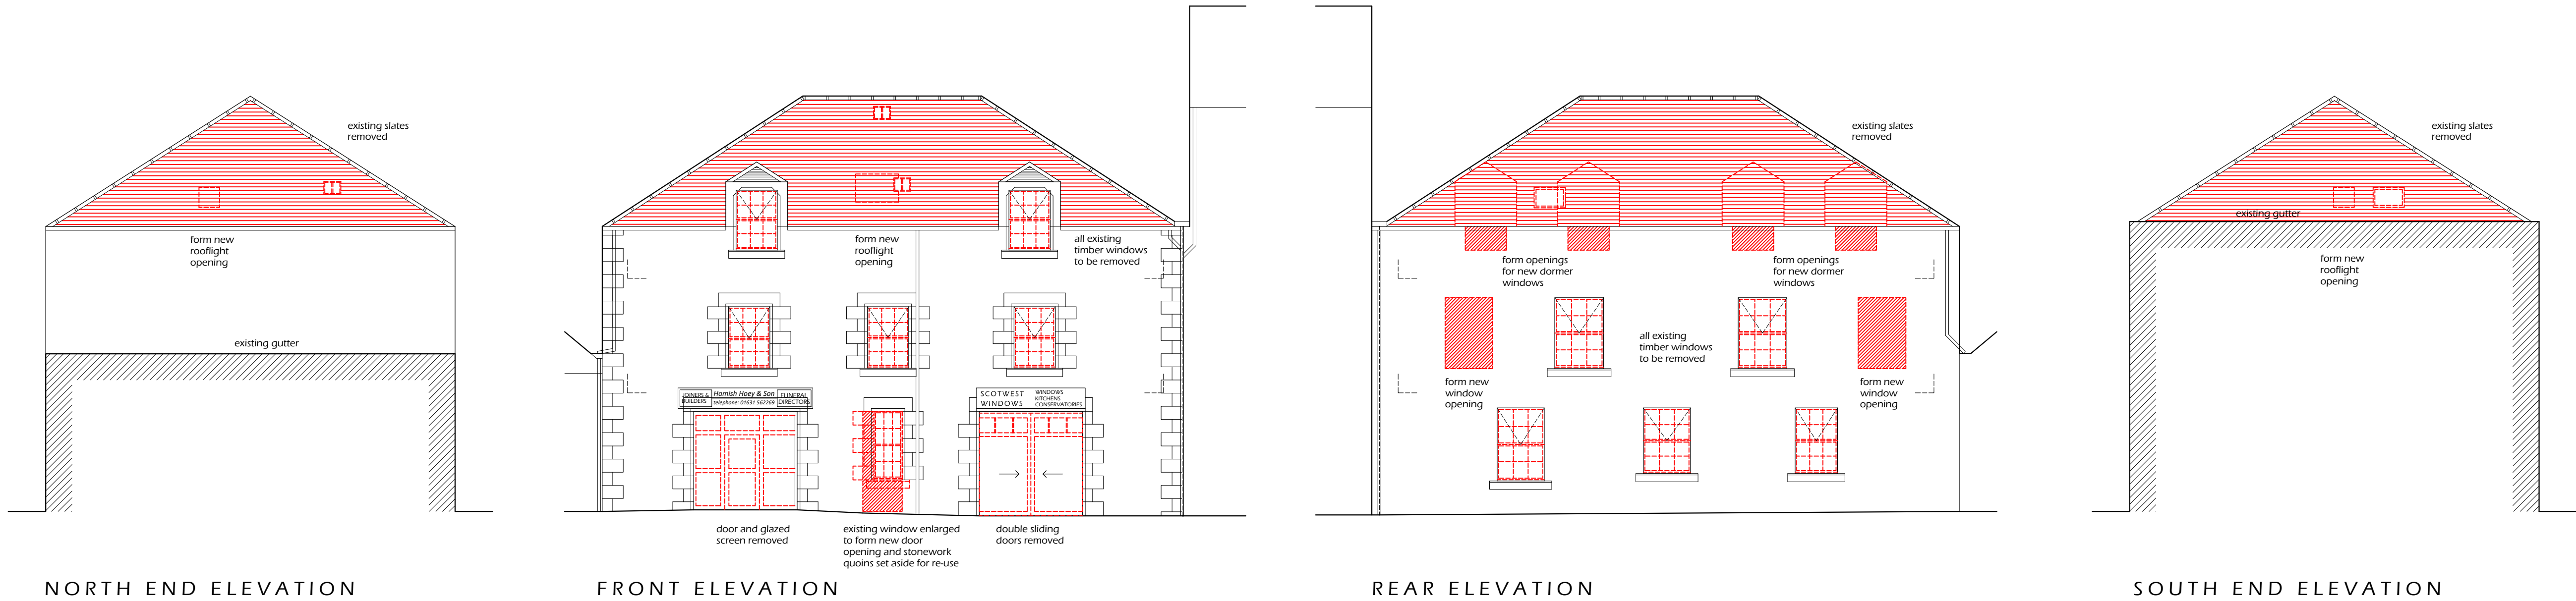 existing slates
removed
form new
rooflight
opening
existing gutter
NORTH END ELEVATION
form new
rooflight
opening
all existing
timber windows
to be removed
JOINERS &
BUILDERS
Hamish Hoey & Son
telephone: 01631 562269
FUNERAL
DIRECTORS
SCOTWEST
WINDOWS
WINDOWS
KITCHENS
CONSERVATORIES
door and glazed
screen removed
existing window enlarged
to form new door
opening and stonework
quoins set aside for re-use
double sliding
doors removed
FRONT ELEVATION
existing slates
removed
form openings
for new dormer
windows
form openings
for new dormer
windows
all existing
timber windows
to be removed
form new
window
opening
form new
window
opening
REAR ELEVATION
existing slates
removed
existing gutter
form new
rooflight
opening
SOUTH END ELEVATION